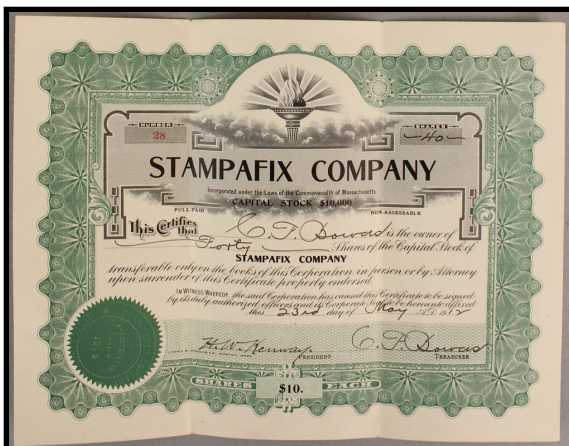 NUMBER
28
SHARES
40
STAMPAFIX COMPANY
Incorporated under the Laws of the Commonwealth of Massachusetts
CAPITAL STOCK $10,000
FULL PAID
NON-ASSESSABLE
This Certifies that C. F. Dowd is the owner of
Forty Shares of the Capital Stock of
STAMPAFIX COMPANY
transferable only on the books of this Corporation in person or by Attorney
upon surrender of this Certificate properly endorsed.
IN WITNESS WHEREOF, the said Corporation has caused this Certificate to be signed
by its duly authorized officers and its Corporate Seal to be hereunto affixed
this 23rd day of May A.D. 1912
H. W. Kenway
PRESIDENT
TREASURER
SHARES
$10.
EACH